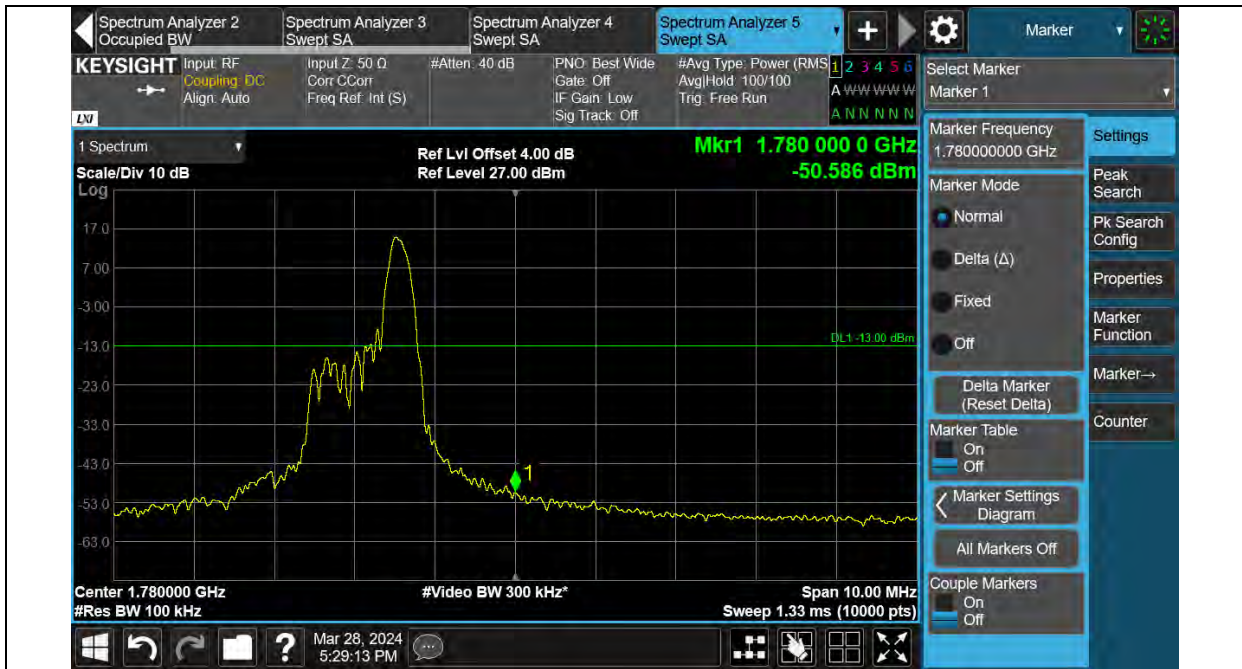 Spectrum Analyzer 2
Occupied BW
Spectrum Analyzer 3
Swept SA
Spectrum Analyzer 4
Swept SA
Spectrum Analyzer 5
Swept SA
Marker
KEYSIGHT
LXI
Input: RF
Coupling: DC
Align: Auto
Input Z: 50 Ω
Corr CCorr
Freq Ref: Int (S)
#Atten: 40 dB
PNO: Best Wide
Gate: Off
IF Gain: Low
Sig Track: Off
#Avg Type: Power (RMS
Avg|Hold: 100/100
Trig: Free Run
1 2 3 4 5 6
A W W W W W
A N N N N N
Select Marker
Marker 1
1 Spectrum
Scale/Div 10 dB
Ref Lvl Offset 4.00 dB
Ref Level 27.00 dBm
Mkr1 1.780 000 0 GHz
-50.586 dBm
Log
17.0
7.00
-3.00
-13.0
-23.0
-33.0
-43.0
-53.0
-63.0
DL1 -13.00 dBm
1
Center 1.780000 GHz
#Res BW 100 kHz
#Video BW 300 kHz*
Span 10.00 MHz
Sweep 1.33 ms (10000 pts)
Marker Frequency
1.780000000 GHz
Marker Mode
Normal
Delta (Δ)
Fixed
Off
Delta Marker
(Reset Delta)
Marker Table
On
Off
Marker Settings
Diagram
All Markers Off
Couple Markers
On
Off
Settings
Peak
Search
Pk Search
Config
Properties
Marker
Function
Marker→
Counter
?
Mar 28, 2024
5:29:13 PM